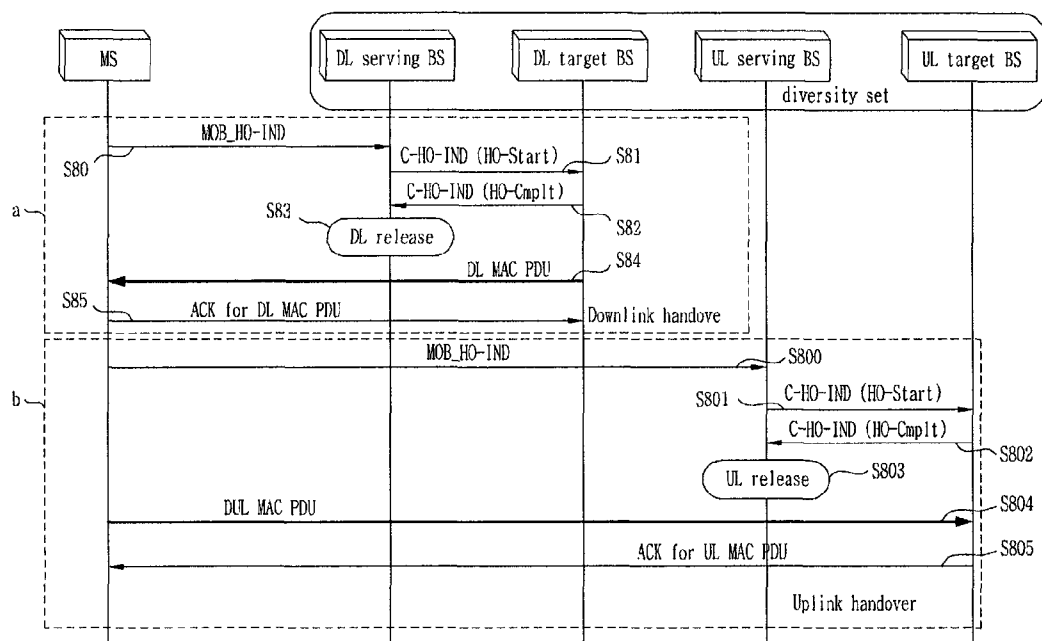 MS
DL serving BS
DL target BS
UL serving BS
UL target BS
diversity set
a
MOB_HO-IND
S80
C-HO-IND (HO-Start)
S81
C-HO-IND (HO-Cmplt)
S82
S83
DL release
DL MAC PDU
S84
S85
ACK for DL MAC PDU
Downlink handove
b
MOB_HO-IND
S800
S801
C-HO-IND (HO-Start)
C-HO-IND (HO-Cmplt)
S802
UL release
S803
DUL MAC PDU
S804
ACK for UL MAC PDU
S805
Uplink handover